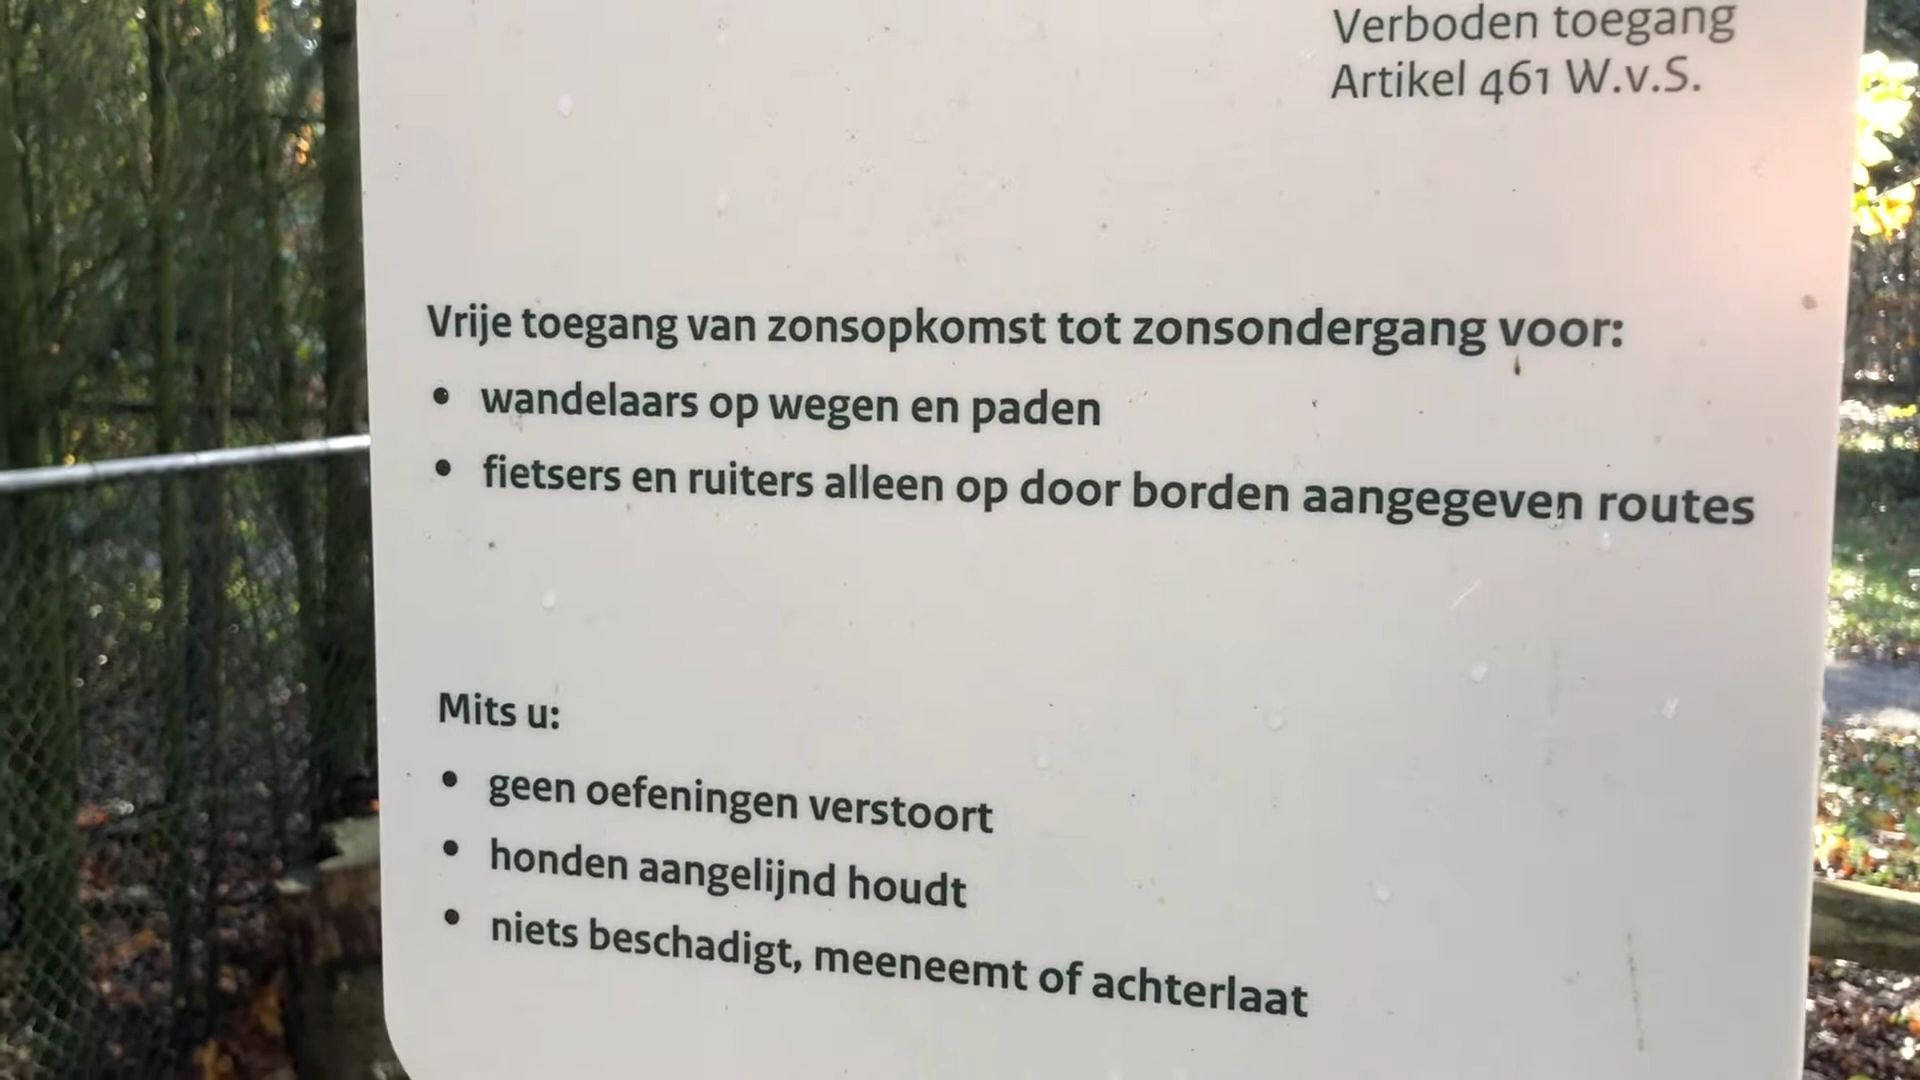 Verboden toegang
Artikel 461 W.v.S.
Vrije toegang van zonsopkomst tot zonsondergang voor:
• wandelaars op wegen en paden
• fietsers en ruiters alleen op door borden aangegeven routes
Mits u:
• geen oefeningen verstoort
• honden aangelijnd houdt
• niets beschadigt, meeneemt of achterlaat